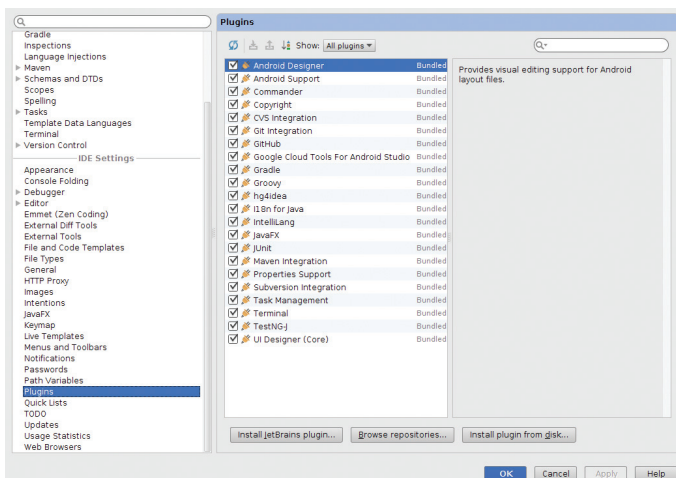 Gradle
Inspections
Language Injections
Maven
Schemas and DTDs
Scopes
Spelling
Tasks
Template Data Languages
Terminal
Version Control
IDE Settings
Appearance
Console Folding
Debugger
Editor
Emmet (Zen Coding)
External Diff Tools
External Tools
File and Code Templates
File Types
General
HTTP Proxy
Images
Intentions
JavaFX
Keymap
Live Templates
Menus and Toolbars
Notifications
Passwords
Path Variables
Plugins
Quick Lists
TODO
Updates
Usage Statistics
Web Browsers
Plugins
Show: All plugins
Android Designer Bundled
Android Support Bundled
Commander Bundled
Copyright Bundled
CVS Integration Bundled
Git Integration Bundled
GitHub Bundled
Google Cloud Tools For Android Studio Bundled
Gradle Bundled
Groovy Bundled
hg4idea Bundled
I18n for Java Bundled
IntelliLang Bundled
JavaFX Bundled
JUnit Bundled
Maven Integration Bundled
Properties Support Bundled
Subversion Integration Bundled
Task Management Bundled
Terminal Bundled
TestNG-J Bundled
UI Designer (Core) Bundled
Provides visual editing support for Android
layout files.
Install JetBrains plugin... Browse repositories... Install plugin from disk...
OK Cancel Apply Help